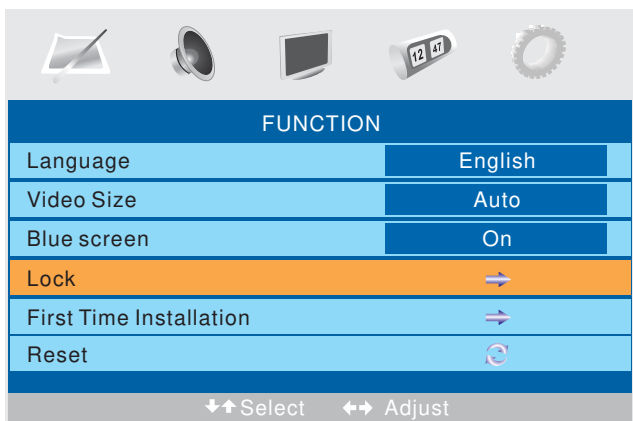 12 47
FUNCTION
Language English
Video Size Auto
Blue screen On
Lock
First Time Installation
Reset
Select Adjust